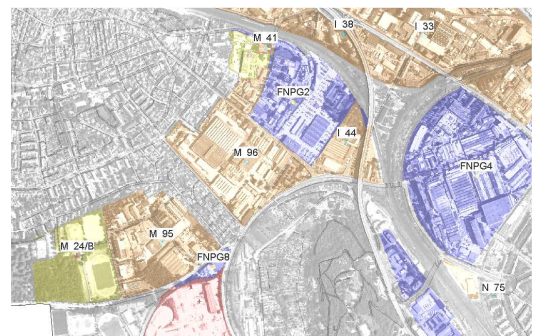 I 38
I 33
M 41
FNPG2
I 44
M 96
FNPG4
M 24/B
M 95
FNPG8
N 75